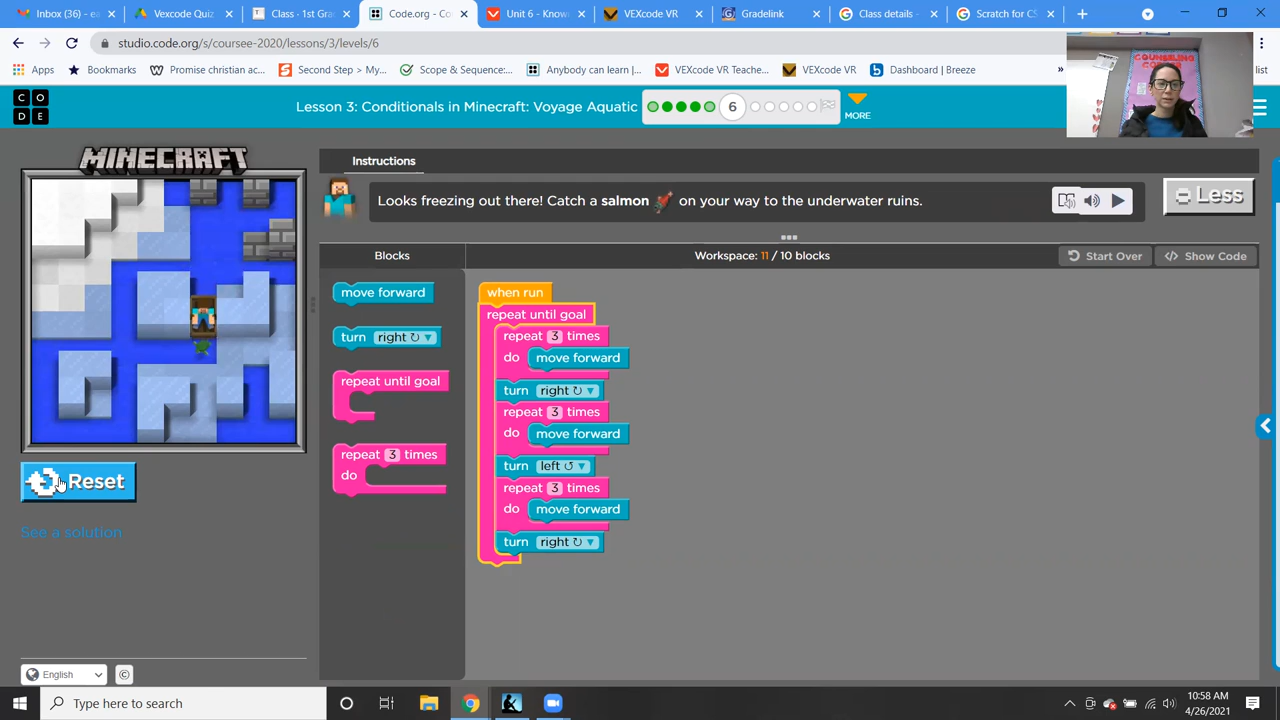 Inbox (36) - ea
Vexcode Quiz
Class · 1st Gran
Code.org - Co
Unit 6 - Knowi
VEXcode VR
Gradelink
Class details -
Scratch for CS
studio.code.org/s/coursee-2020/lessons/3/levels/6
Apps
Bookmarks
Promise christian ac...
Second Step > My...
Scope & Sequence:...
Anybody can learn |...
VEXcode VR Teache...
VEXcode VR
Dashboard | Breeze
»
list
COUNSELING
C O
D E
Lesson 3: Conditionals in Minecraft: Voyage Aquatic
6
MORE
MINECRAFT
Instructions
Looks freezing out there! Catch a salmon on your way to the underwater ruins.
Less
Blocks
Workspace: 11 / 10 blocks
Start Over
</> Show Code
move forward
turn right ↻ ▼
repeat until goal
repeat 3 times
do
when run
repeat until goal
repeat 3 times
do move forward
turn right ↻ ▼
repeat 3 times
do move forward
turn left ↺ ▼
repeat 3 times
do move forward
turn right ↻ ▼
Reset
See a solution
English
©
Type here to search
10:58 AM
4/26/2021